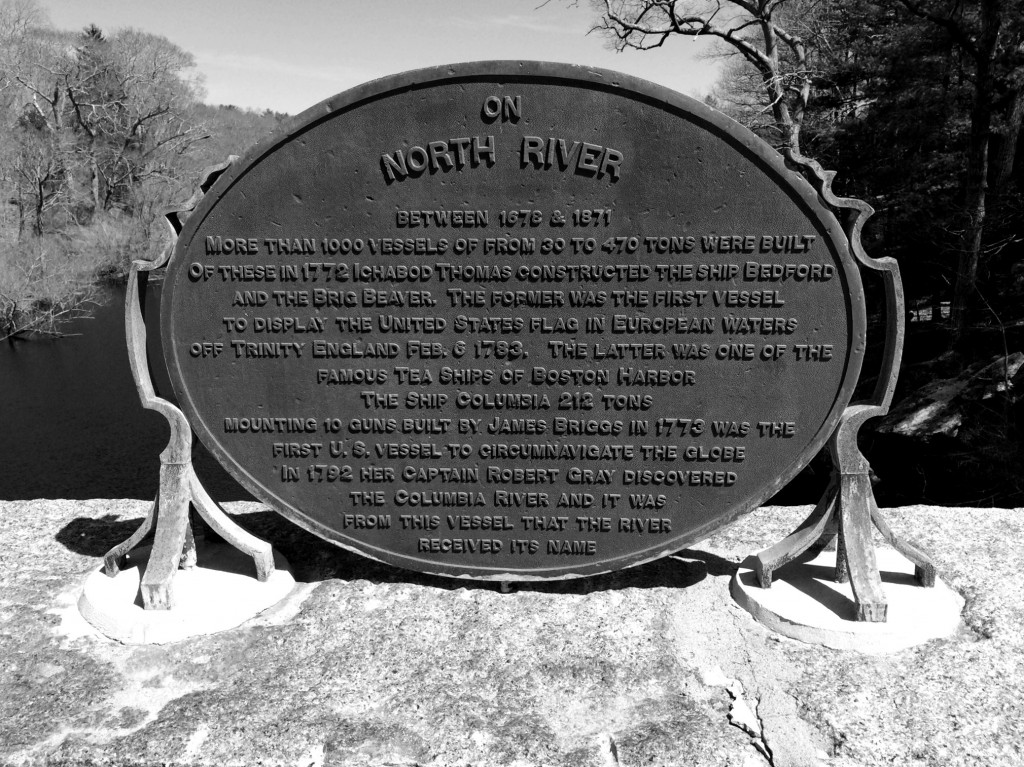 ON
NORTH RIVER
BETWEEN 1678 & 1871
MORE THAN 1000 VESSELS OF FROM 30 TO 470 TONS WERE BUILT
OF THESE IN 1772 ICHABOD THOMAS CONSTRUCTED THE SHIP BEDFORD
AND THE BRIG BEAVER. THE FORMER WAS THE FIRST VESSEL
TO DISPLAY THE UNITED STATES FLAG IN EUROPEAN WATERS
OFF TRINITY ENGLAND FEB. 6 1783. THE LATTER WAS ONE OF THE
FAMOUS TEA SHIPS OF BOSTON HARBOR
THE SHIP COLUMBIA 212 TONS
MOUNTING 10 GUNS BUILT BY JAMES BRIGGS IN 1773 WAS THE
FIRST U. S. VESSEL TO CIRCUMNAVIGATE THE GLOBE
IN 1792 HER CAPTAIN ROBERT GRAY DISCOVERED
THE COLUMBIA RIVER AND IT WAS
FROM THIS VESSEL THAT THE RIVER
RECEIVED ITS NAME